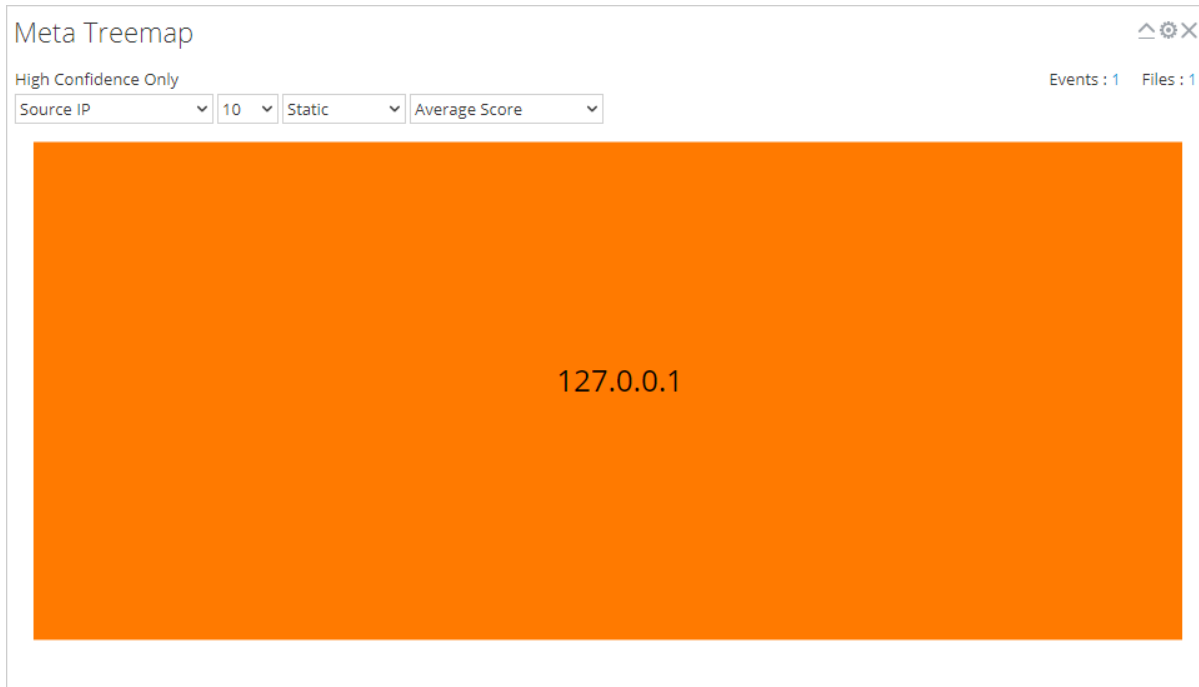 Meta Treemap
High Confidence Only
Events : 1 Files : 1
Source IP 10 Static Average Score
127.0.0.1